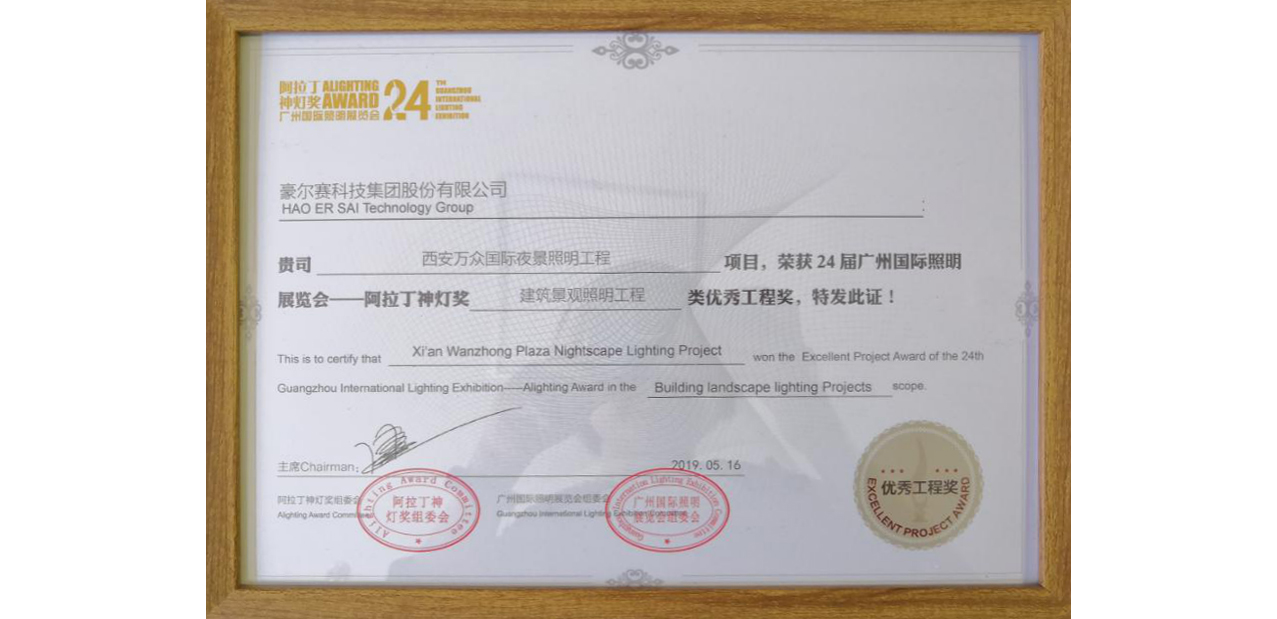 阿拉丁 ALIGHTING
神灯奖 AWARD
广州国际照明展览会
24TH
GUANGZHOU
INTERNATIONAL
LIGHTING
EXHIBITION
豪尔赛科技集团股份有限公司
HAO ER SAI Technology Group :
贵司 西安万众国际夜景照明工程 项目，荣获 24 届广州国际照明
展览会——阿拉丁神灯奖 建筑景观照明工程 类优秀工程奖，特发此证！
This is to certify that Xi'an Wanzhong Plaza Nightscape Lighting Project won the Excellent Project Award of the 24th
Guangzhou International Lighting Exhibition——Alighting Award in the Building landscape lighting Projects scope.
主席Chairman:
2019. 05. 16
阿拉丁神灯奖组委会
Alighting Award Committee
Alighting Award Committee
阿拉丁神
灯奖组委会
广州国际照明展览会组委会
Guangzhou International Lighting Exhibition Committee
Guangzhou International Lighting Exhibition Committee
广州国际照明
展览会组委会
优秀工程奖
EXCELLENT PROJECT AWARD